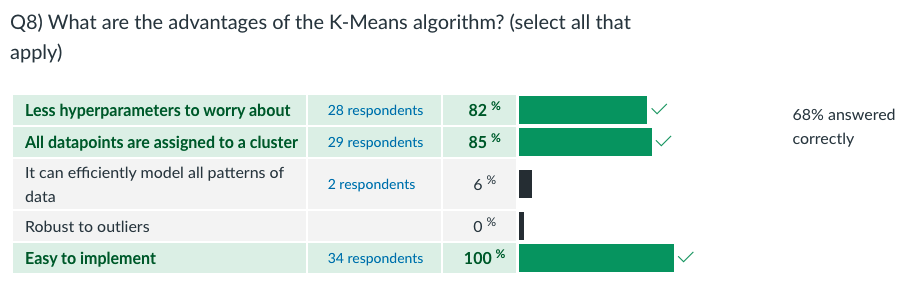 Q8) What are the advantages of the K-Means algorithm? (select all that
apply)
Less hyperparameters to worry about 28 respondents 82 %
68% answered
correctly
All datapoints are assigned to a cluster 29 respondents 85 %
It can efficiently model all patterns of
data 2 respondents 6 %
Robust to outliers 0 %
Easy to implement 34 respondents 100 %